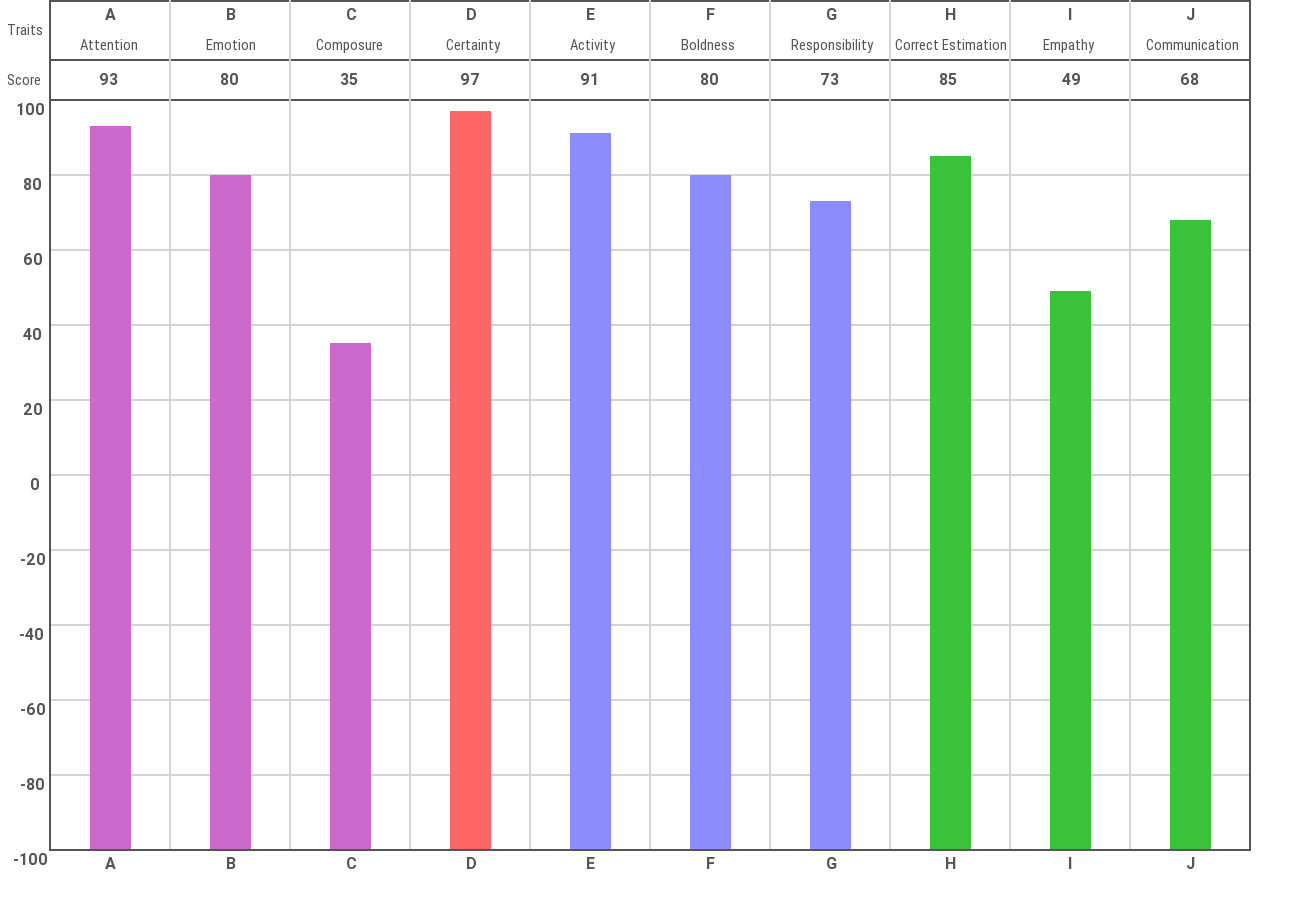 Traits A B C D E F G H I J
Attention Emotion Composure Certainty Activity Boldness Responsibility Correct Estimation Empathy Communication
Score 93 80 35 97 91 80 73 85 49 68
100
80
60
40
20
0
-20
-40
-60
-80
-100
A B C D E F G H I J